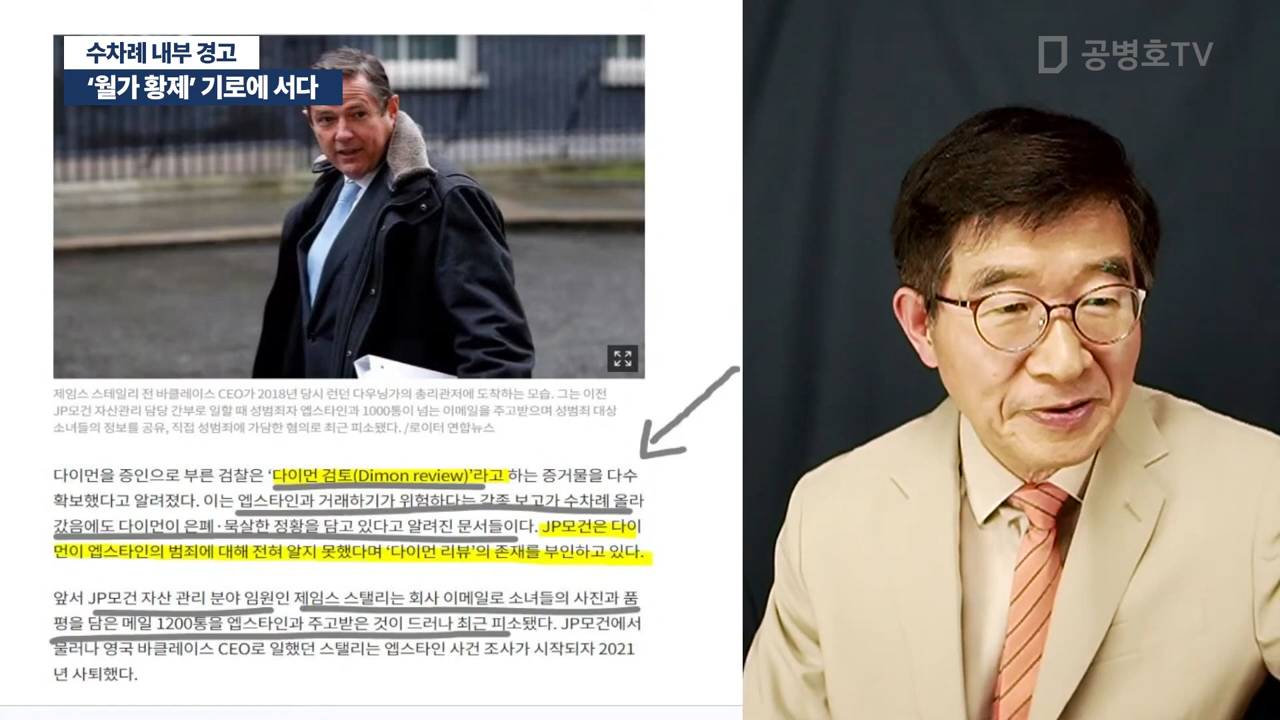 수차례 내부 경고
‘월가 황제’ 기로에 서다
공병호TV
제임스 스테일리 전 바클레이스 CEO가 2018년 당시 런던 다우닝가의 총리관저에 도착하는 모습. 그는 이전
JP모건 자산관리 담당 간부로 일할 때 성범죄자 엡스타인과 1000통이 넘는 이메일을 주고받으며 성범죄 대상
소녀들의 정보를 공유, 직접 성범죄에 가담한 혐의로 최근 피소됐다. /로이터 연합뉴스
다이먼을 증인으로 부른 검찰은 ‘다이먼 검토(Dimon review)’라고 하는 증거물을 다수
확보했다고 알려졌다. 이는 엡스타인과 거래하기가 위험하다는 각종 보고가 수차례 올라
갔음에도 다이먼이 은폐·묵살한 정황을 담고 있다고 알려진 문서들이다. JP모건은 다이
먼이 엡스타인의 범죄에 대해 전혀 알지 못했다며 ‘다이먼 리뷰’의 존재를 부인하고 있다.
앞서 JP모건 자산 관리 분야 임원인 제임스 스탤리는 회사 이메일로 소녀들의 사진과 품
평을 담은 메일 1200통을 엡스타인과 주고받은 것이 드러나 최근 피소됐다. JP모건에서
물러나 영국 바클레이스 CEO로 일했던 스탤리는 엡스타인 사건 조사가 시작되자 2021
년 사퇴했다.